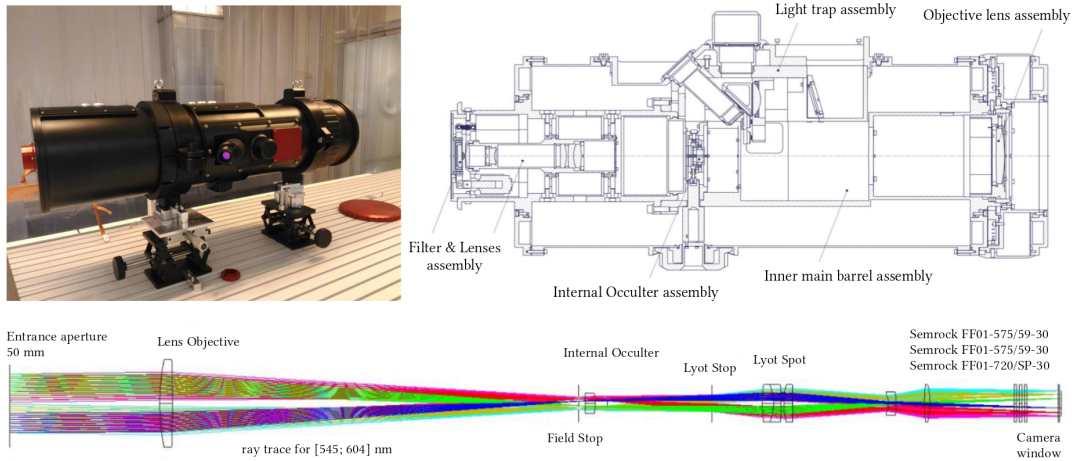 Light trap assembly
Objective lens assembly
Filter & Lenses
assembly
Internal Occulter assembly
Inner main barrel assembly
Entrance aperture
50 mm
Lens Objective
Internal Occulter
Lyot Stop
Lyot Spot
Semrock FF01-575/59-30
Semrock FF01-575/59-30
Semrock FF01-720/SP-30
Field Stop
ray trace for [545; 604] nm
Camera
window